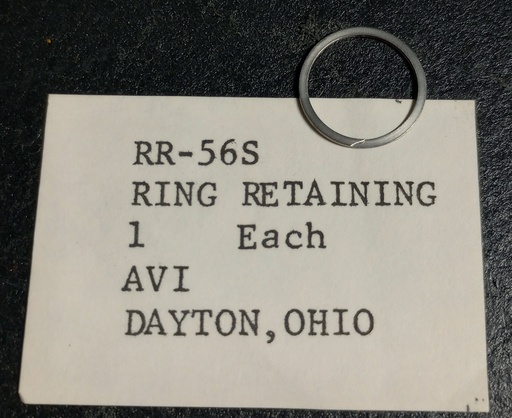 RR-56S
RING RETAINING
1 Each
AVI
DAYTON, OHIO